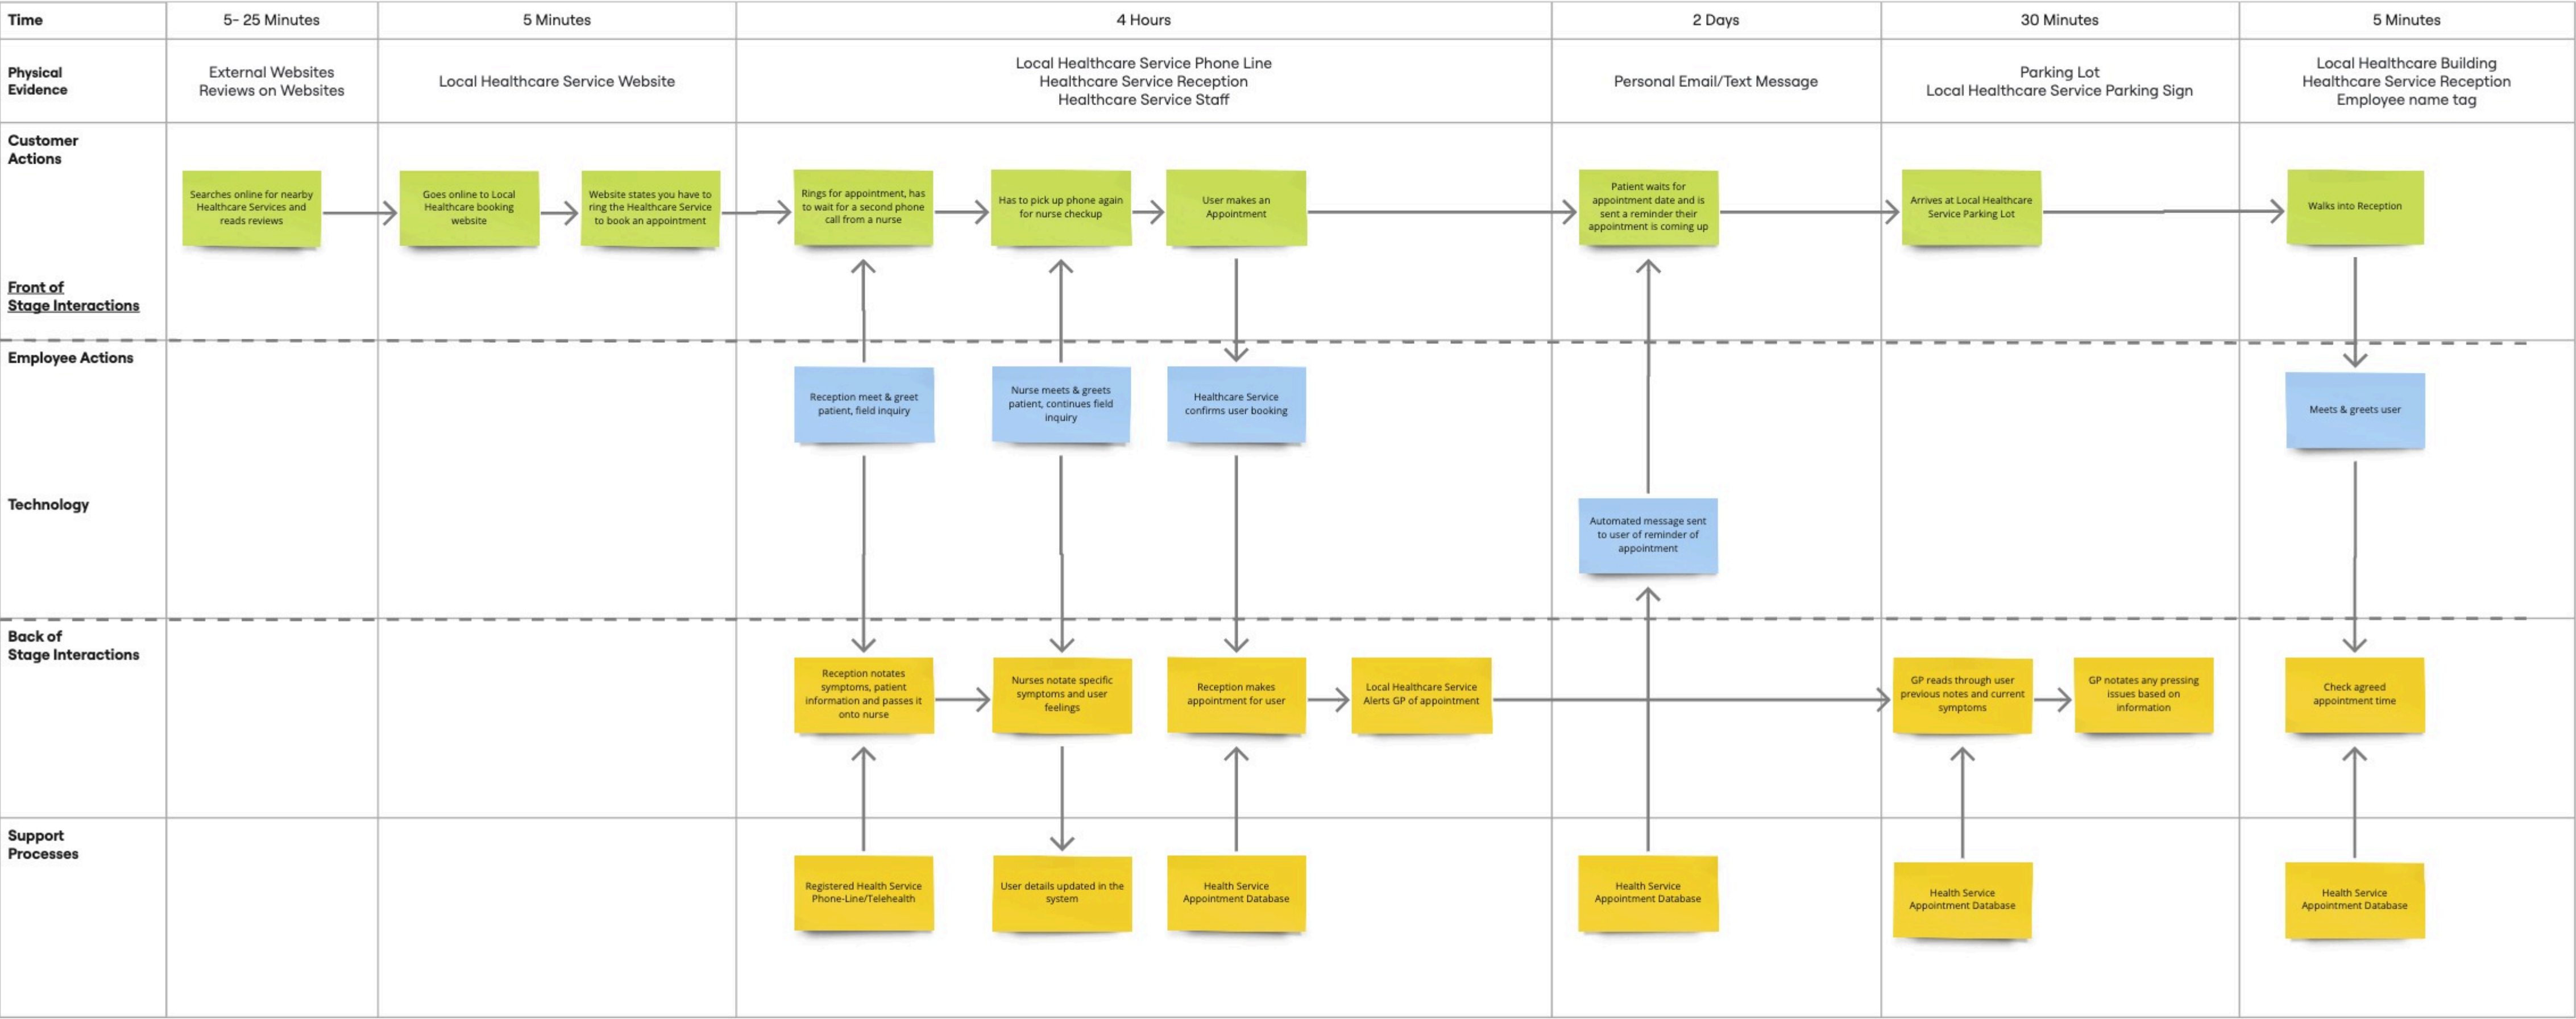 Time
5- 25 Minutes
5 Minutes
4 Hours
2 Days
30 Minutes
5 Minutes
Physical
Evidence
External Websites
Reviews on Websites
Local Healthcare Service Website
Local Healthcare Service Phone Line
Healthcare Service Reception
Healthcare Service Staff
Personal Email/Text Message
Parking Lot
Local Healthcare Service Parking Sign
Local Healthcare Building
Healthcare Service Reception
Employee name tag
Customer
Actions
Searches online for nearby
Healthcare Services and
reads reviews
Goes online to Local
Healthcare booking
website
Website states you have to
ring the Healthcare Service
to book an appointment
Rings for appointment, has
to wait for a second phone
call from a nurse
Has to pick up phone again
for nurse checkup
User makes an
Appointment
Patient waits for
appointment date and is
sent a reminder their
appointment is coming up
Arrives at Local Healthcare
Service Parking Lot
Walks into Reception
Front of
Stage Interactions
Employee Actions
Reception meet & greet
patient, field inquiry
Nurse meets & greets
patient, continues field
inquiry
Healthcare Service
confirms user booking
Meets & greets user
Technology
Automated message sent
to user of reminder of
appointment
Back of
Stage Interactions
Reception notates
symptoms, patient
information and passes it
onto nurse
Nurses notate specific
symptoms and user
feelings
Reception makes
appointment for user
Local Healthcare Service
Alerts GP of appointment
GP reads through user
previous notes and current
symptoms
GP notates any pressing
issues based on
information
Check agreed
appointment time
Support
Processes
Registered Health Service
Phone-Line/Telehealth
User details updated in the
system
Health Service
Appointment Database
Health Service
Appointment Database
Health Service
Appointment Database
Health Service
Appointment Database